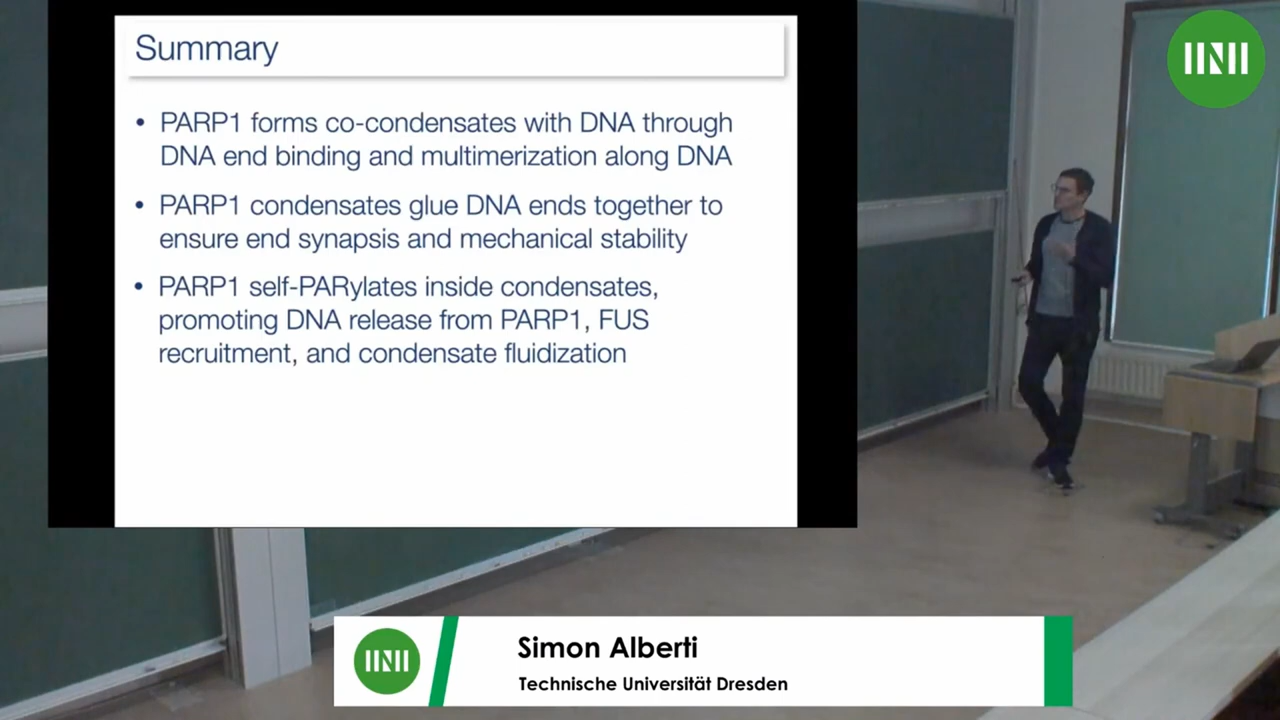 Summary
• PARP1 forms co-condensates with DNA through
DNA end binding and multimerization along DNA
• PARP1 condensates glue DNA ends together to
ensure end synapsis and mechanical stability
• PARP1 self-PARylates inside condensates,
promoting DNA release from PARP1, FUS
recruitment, and condensate fluidization
IINII
IINII
Simon Alberti
Technische Universität Dresden